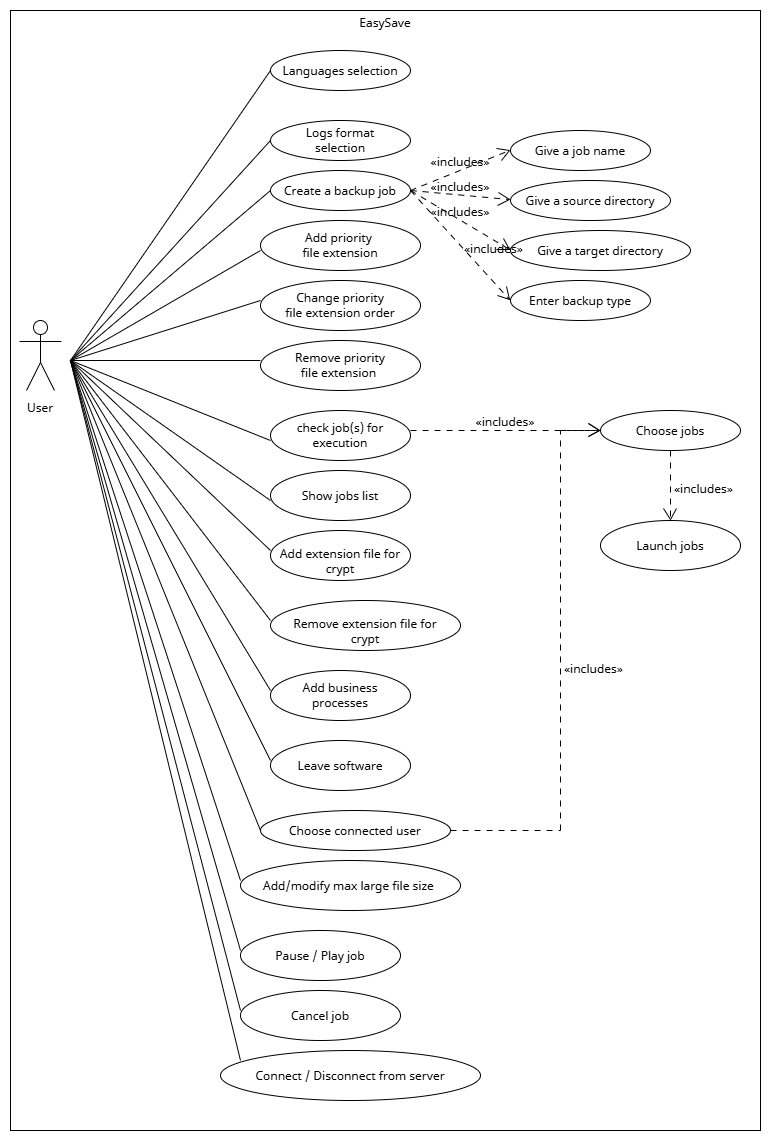 EasySave
Languages selection
Logs format
selection
Give a job name
«includes»
Create a backup job
«includes»
Give a source directory
«includes»
Add priority
file extension
«includes»
Give a target directory
Change priority
file extension order
Enter backup type
Remove priority
file extension
User
check job(s) for
execution
«includes»
Choose jobs
Show jobs list
«includes»
Add extension file for
crypt
Launch jobs
Remove extension file for
crypt
«includes»
Add business
processes
Leave software
Choose connected user
Add/modify max large file size
Pause / Play job
Cancel job
Connect / Disconnect from server